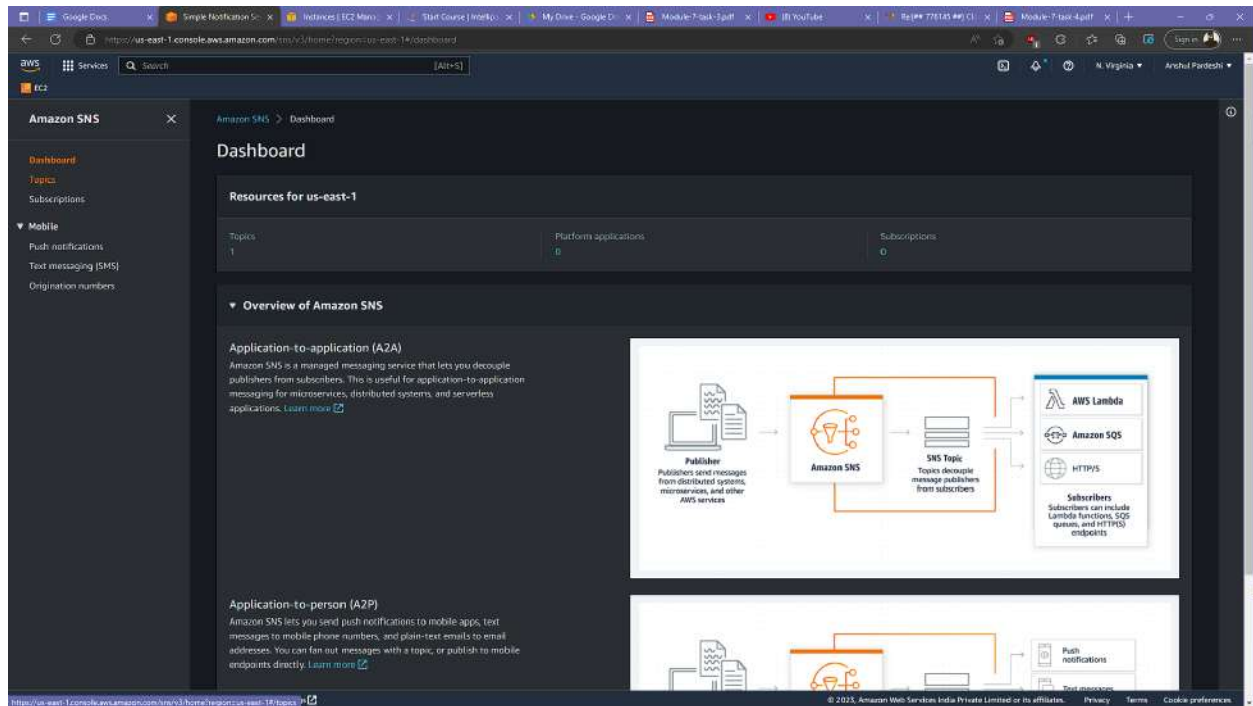 Google Docs
Simple Notification Se
Instances | EC2 Mana
Start Course | Intellipa
My Drive - Google Dr
Module-7-task-3.pdf
YouTube
Module-7-task-4.pdf
https://us-east-1.console.aws.amazon.com/sns/v3/home?region=us-east-1#/dashboard
Sign in
aws
Services
Search
[Alt+S]
N. Virginia
Anshul Pardeshi
EC2
Amazon SNS
Dashboard
Topics
Subscriptions
Mobile
Push notifications
Text messaging (SMS)
Origination numbers
Amazon SNS > Dashboard
Dashboard
Resources for us-east-1
Topics
1
Platform applications
0
Subscriptions
0
Overview of Amazon SNS
Application-to-application (A2A)
Amazon SNS is a managed messaging service that lets you decouple
publishers from subscribers. This is useful for application-to-application
messaging for microservices, distributed systems, and serverless
applications. Learn more
Publisher
Publishers send messages
from distributed systems,
microservices, and other
AWS services
Amazon SNS
SNS Topic
Topics decouple
message publishers
from subscribers
AWS Lambda
Amazon SQS
HTTP/S
Subscribers
Subscribers can include
Lambda functions, SQS
queues, and HTTP(S)
endpoints
Application-to-person (A2P)
Amazon SNS lets you send push notifications to mobile apps, text
messages to mobile phone numbers, and plain-text emails to email
addresses. You can fan out messages with a topic, or publish to mobile
endpoints directly. Learn more
Push
notifications
Text messages
https://us-east-1.console.aws.amazon.com/sns/v3/home?region=us-east-1#/topics
© 2023, Amazon Web Services India Private Limited or its affiliates.
Privacy
Terms
Cookie preferences